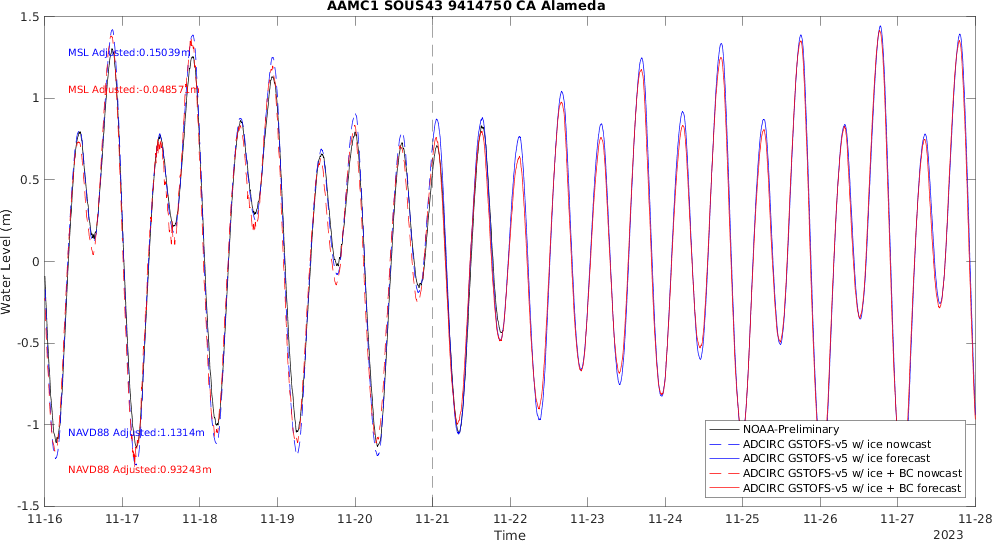 AAMC1 SOUS43 9414750 CA Alameda
Water Level (m)
1.5
1
0.5
0
-0.5
-1
-1.5
MSL Adjusted:0.15039m
MSL Adjusted:-0.048571m
NAVD88 Adjusted:1.1314m
NAVD88 Adjusted:0.93243m
NOAA-Preliminary
ADCIRC GSTOFS-v5 w/ ice nowcast
ADCIRC GSTOFS-v5 w/ ice forecast
ADCIRC GSTOFS-v5 w/ ice + BC nowcast
ADCIRC GSTOFS-v5 w/ ice + BC forecast
11-16 11-17 11-18 11-19 11-20 11-21 11-22 11-23 11-24 11-25 11-26 11-27 11-28
Time
2023